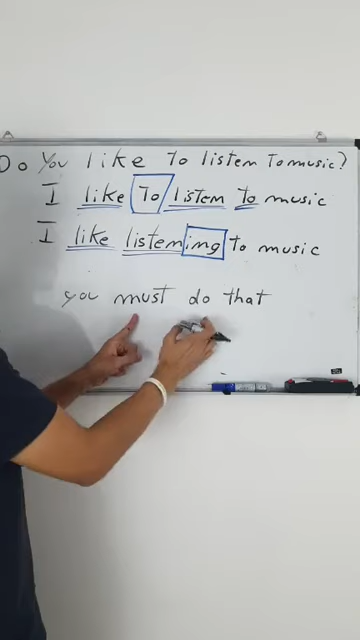 Do you like to listen to music?
I like To listen to music
I like listening to music
you must do that